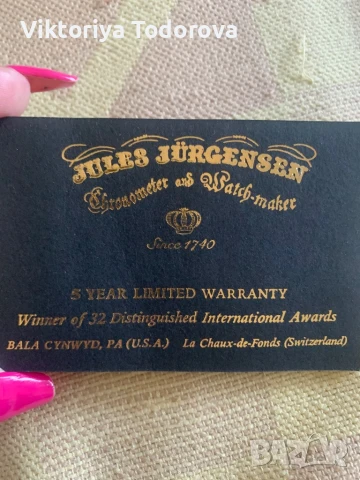 Viktoriya Todorova
JULES JÜRGENSEN
Chronometer and Watch-maker
Since 1740
5 YEAR LIMITED WARRANTY
Winner of 32 Distinguished International Awards
BALA CYNWYD, PA (U.S.A.) La Chaux-de-Fonds (Switzerland)
BAZAR